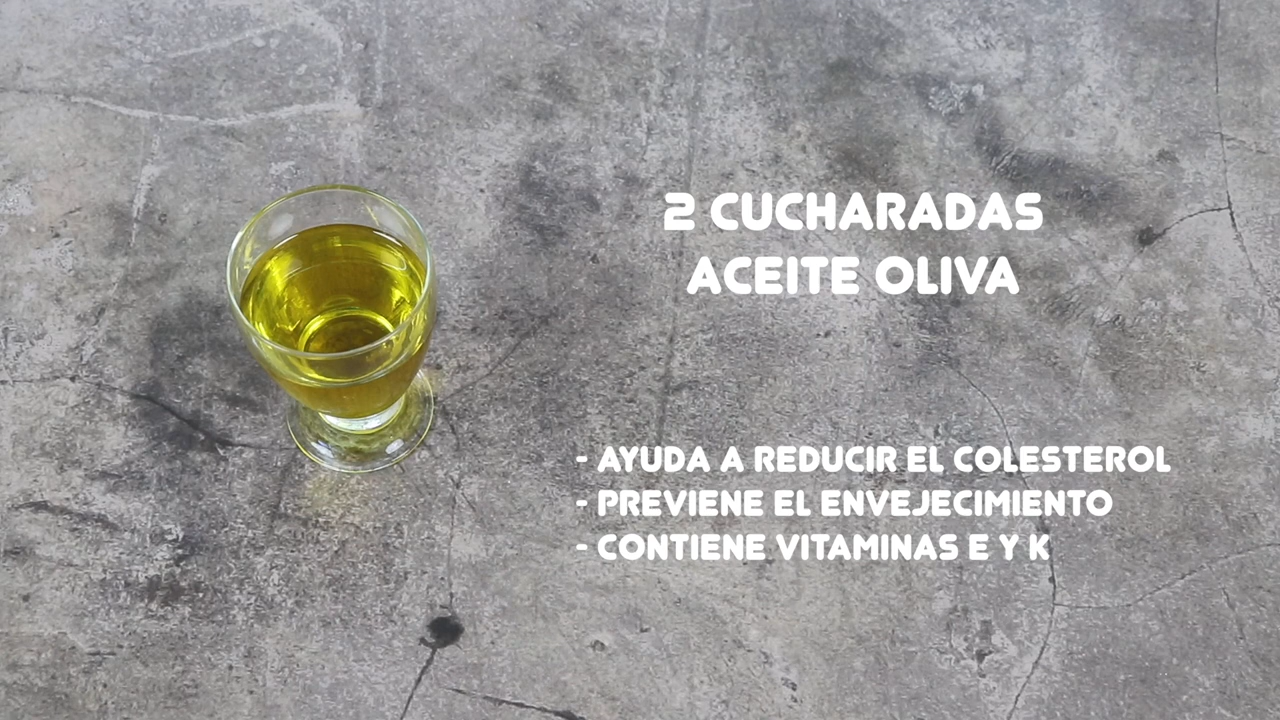 2 CUCHARADAS
ACEITE OLIVA
- AYUDA A REDUCIR EL COLESTEROL
- PREVIENE EL ENVEJECIMIENTO
- CONTIENE VITAMINAS E Y K